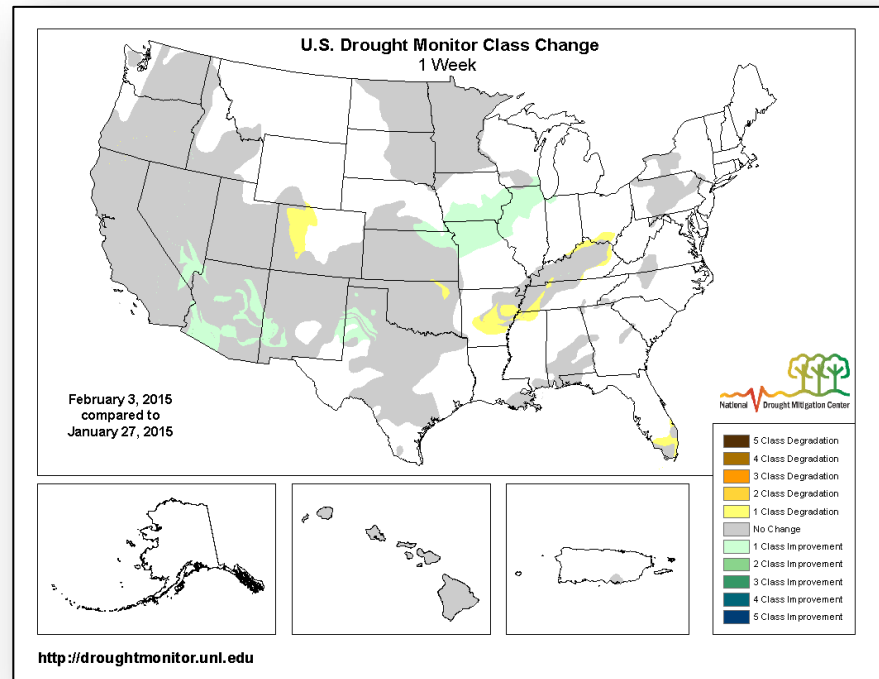 U.S. Drought Monitor Class Change
1 Week
February 3, 2015
compared to
January 27, 2015
National Drought Mitigation Center
5 Class Degradation
4 Class Degradation
3 Class Degradation
2 Class Degradation
1 Class Degradation
No Change
1 Class Improvement
2 Class Improvement
3 Class Improvement
4 Class Improvement
5 Class Improvement
http://droughtmonitor.unl.edu